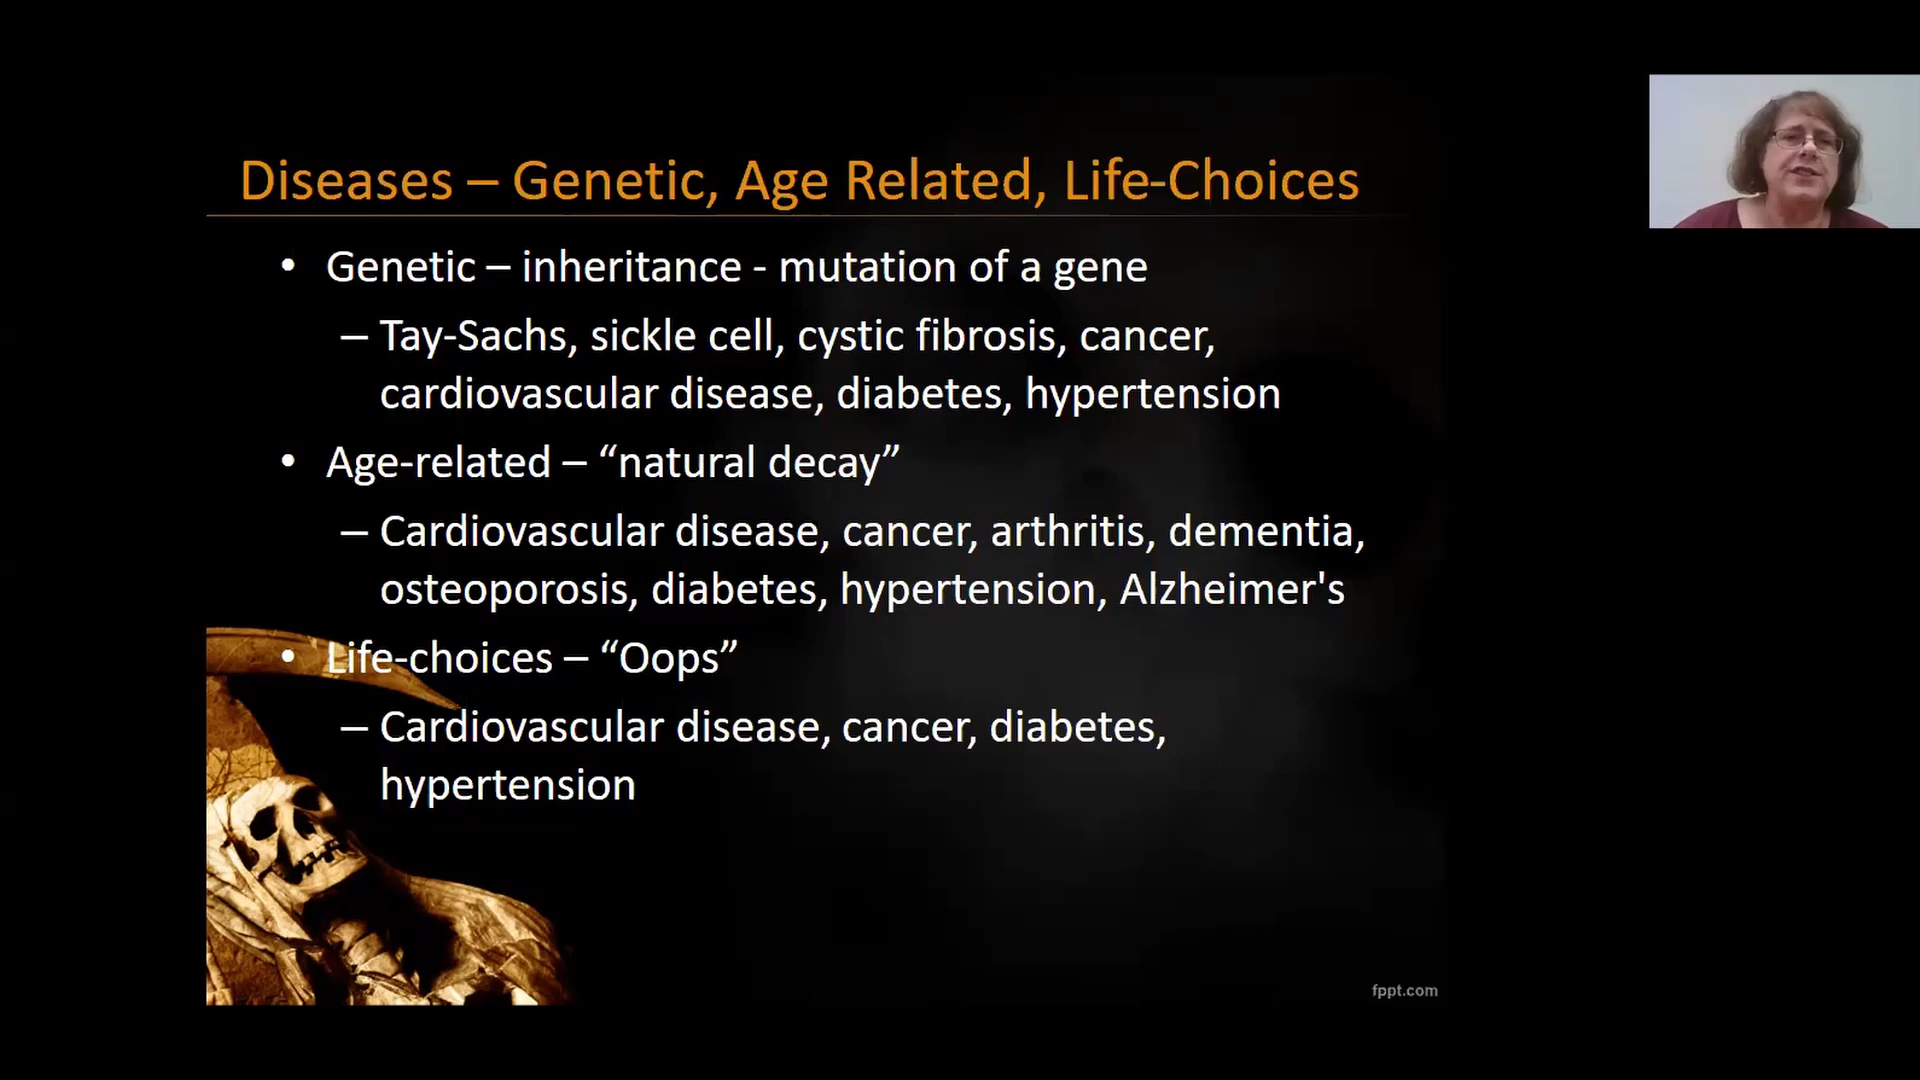 Diseases – Genetic, Age Related, Life-Choices
• Genetic – inheritance - mutation of a gene
– Tay-Sachs, sickle cell, cystic fibrosis, cancer,
cardiovascular disease, diabetes, hypertension
• Age-related – “natural decay”
– Cardiovascular disease, cancer, arthritis, dementia,
osteoporosis, diabetes, hypertension, Alzheimer's
• Life-choices – “Oops”
– Cardiovascular disease, cancer, diabetes,
hypertension
fppt.com